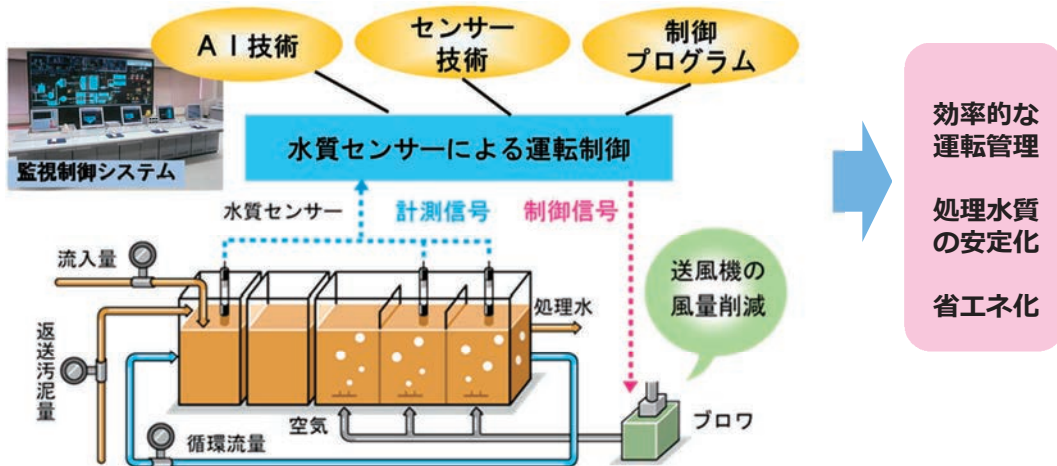 AI技術
センサー
技術
制御
プログラム
監視制御システム
水質センサーによる運転制御
水質センサー
計測信号
制御信号
流入量
返送汚泥量
循環流量
空気
処理水
ブロワ
送風機の
風量削減
効率的な
運転管理
処理水質
の安定化
省エネ化